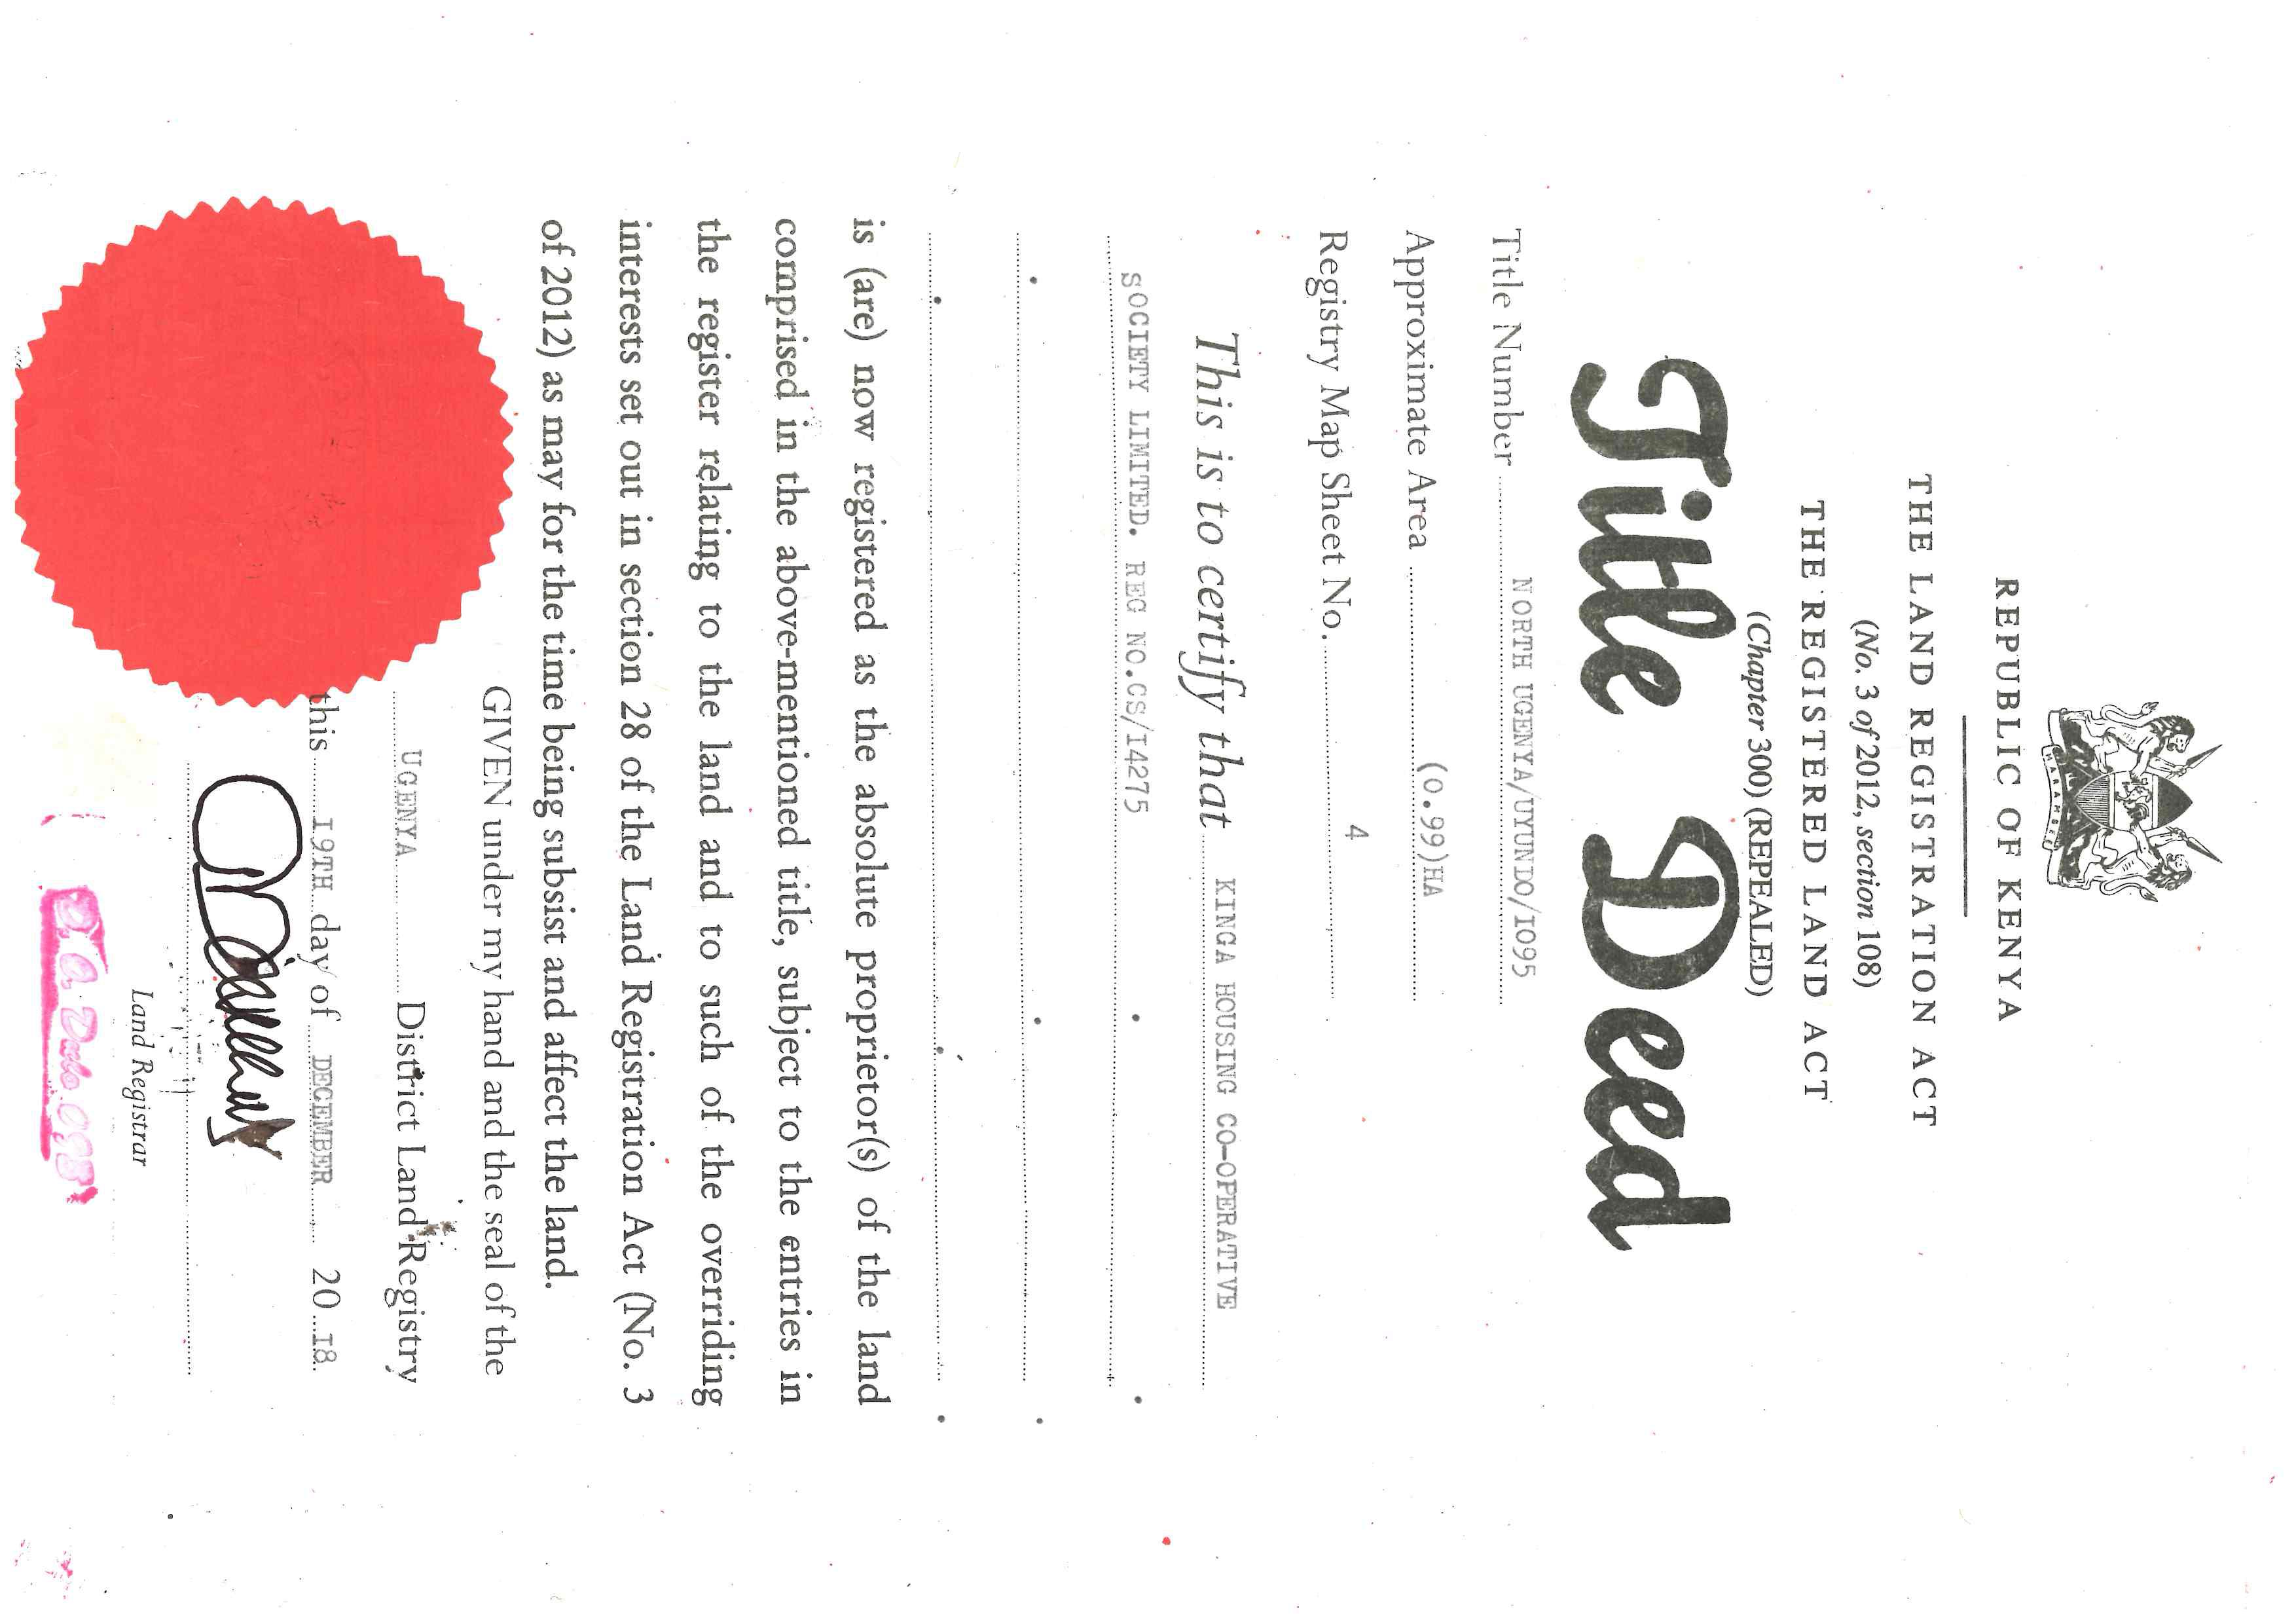 HARAMBEE
REPUBLIC OF KENYA
THE LAND REGISTRATION ACT
(No. 3 of 2012, section 108)
THE REGISTERED LAND ACT
(Chapter 300) (REPEALED)
Title Deed
Title Number NORTH UGENYA/UYUNDO/I095
Approximate Area (0.99)HA
Registry Map Sheet No. 4
This is to certify that KINGA HOUSING CO-OPERATIVE
SOCIETY LIMITED. REG NO.CS/I4275
is (are) now registered as the absolute proprietor(s) of the land
comprised in the above-mentioned title, subject to the entries in
the register relating to the land and to such of the overriding
interests set out in section 28 of the Land Registration Act (No. 3
of 2012) as may for the time being subsist and affect the land.
GIVEN under my hand and the seal of the
UGENYA District Land Registry
this I9TH day of DECEMBER, 20 I8.
Land Registrar
D. O. Dulo 098